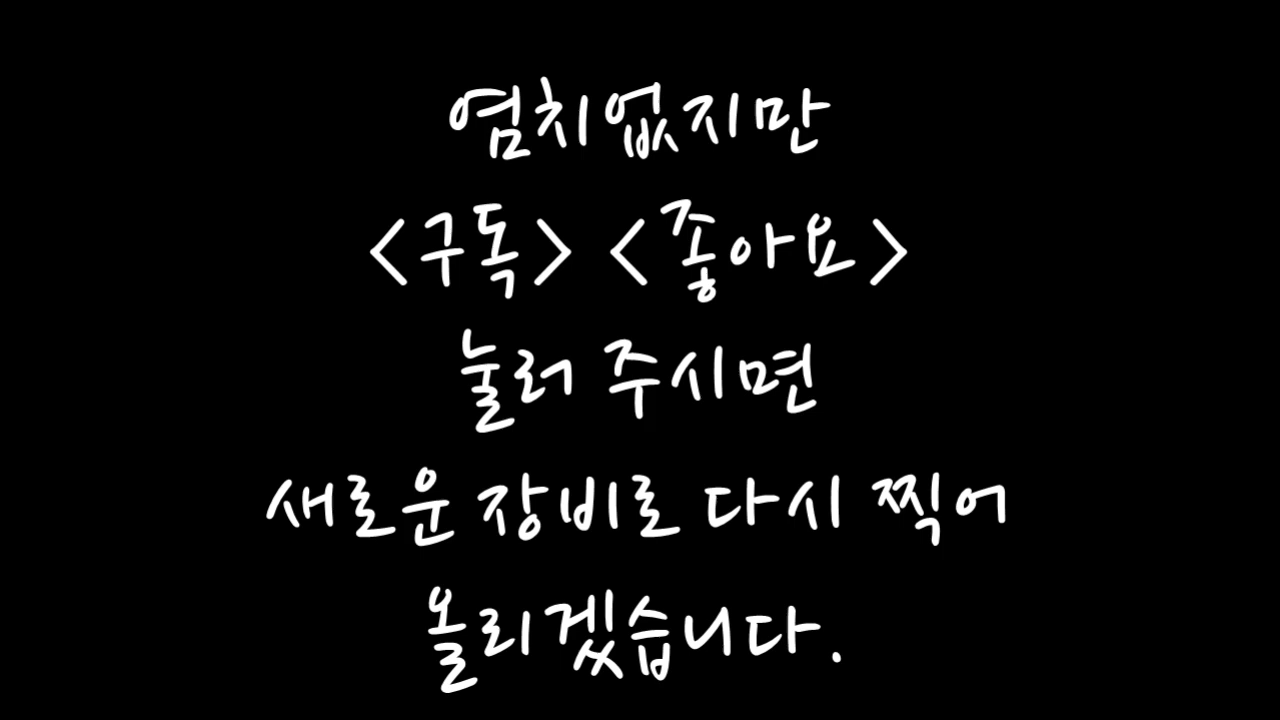 염치없지만
<구독> <좋아요>
눌러 주시면
새로운 장비로 다시 찍어
올리겠습니다.